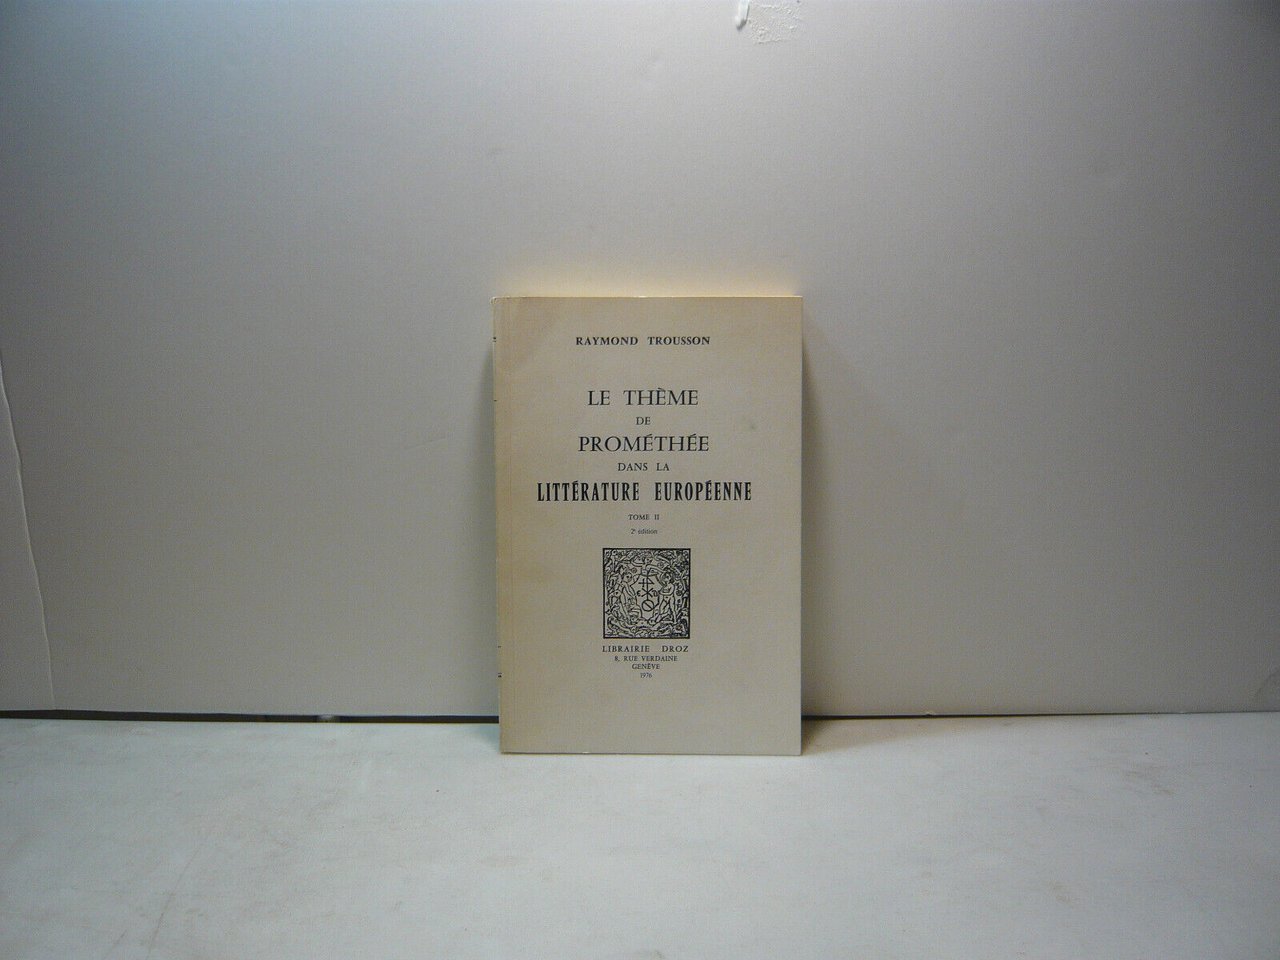 RAYMOND TROUSSON
LE THÈME
DE
PROMÉTHÉE
DANS LA
LITTÉRATURE EUROPÉENNE
TOME II
2e édition
LIBRAIRIE DROZ
8, RUE VERDAINE
GENÈVE
1976